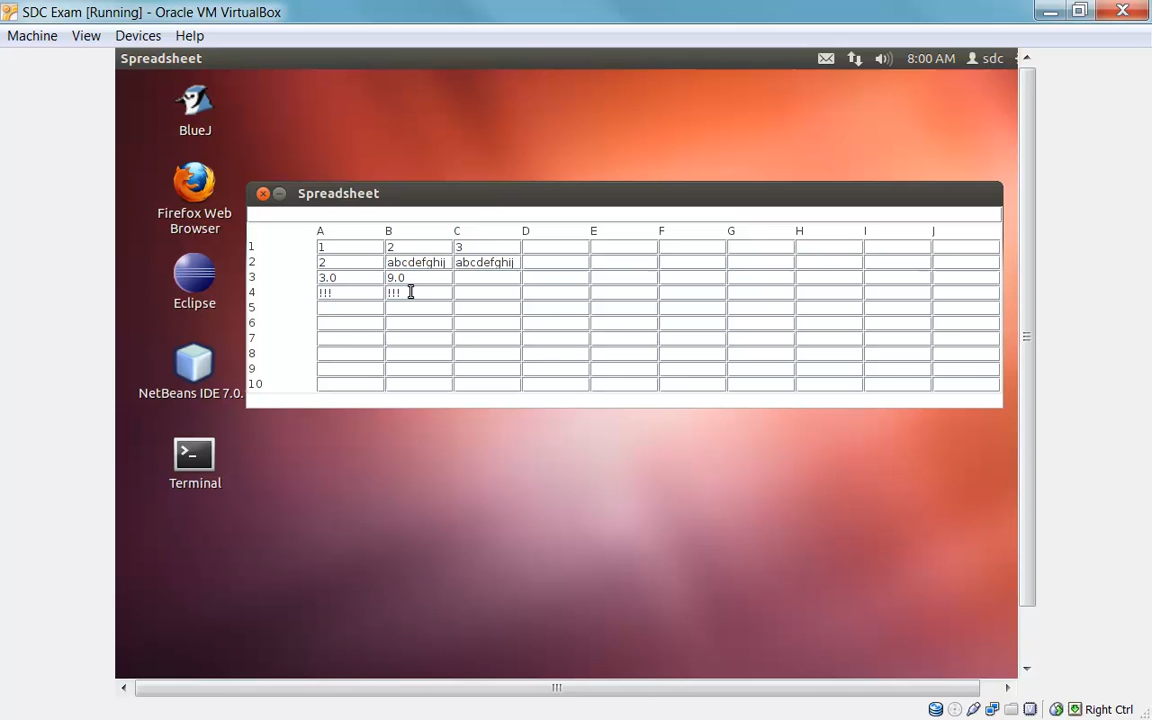 SDC Exam [Running] - Oracle VM VirtualBox
Machine View Devices Help
Spreadsheet 8:00 AM sdc
BlueJ
Firefox Web
Browser
Eclipse
NetBeans IDE 7.0.
Terminal
Spreadsheet
A B C D E F G H I J
1 1 2 3
2 2 abcdefghij abcdefghij
3 3.0 9.0
4 !!! !!!
5
6
7
8
9
10
Right Ctrl